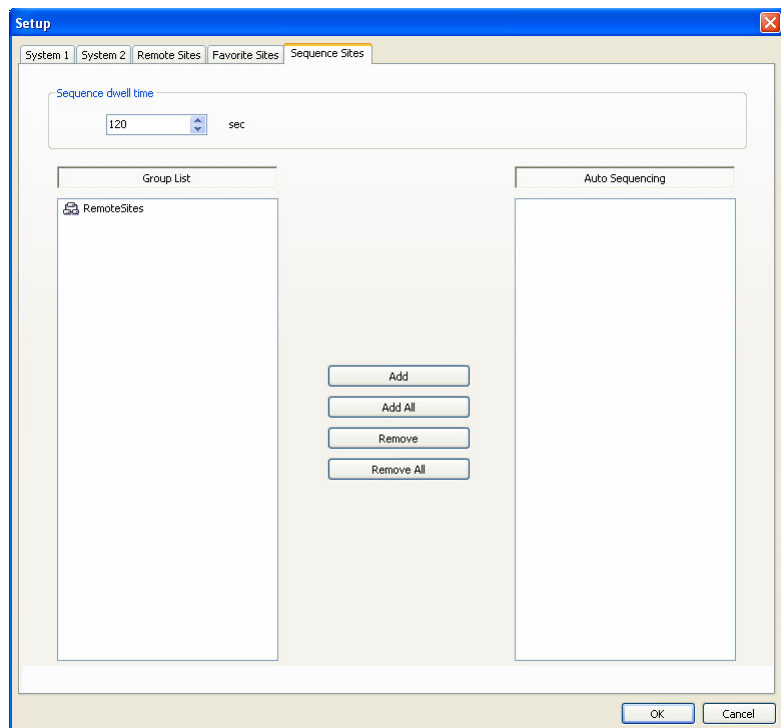 Setup
System 1 System 2 Remote Sites Favorite Sites Sequence Sites
Sequence dwell time
120 sec
Group List Auto Sequencing
RemoteSites
Add
Add All
Remove
Remove All
OK Cancel